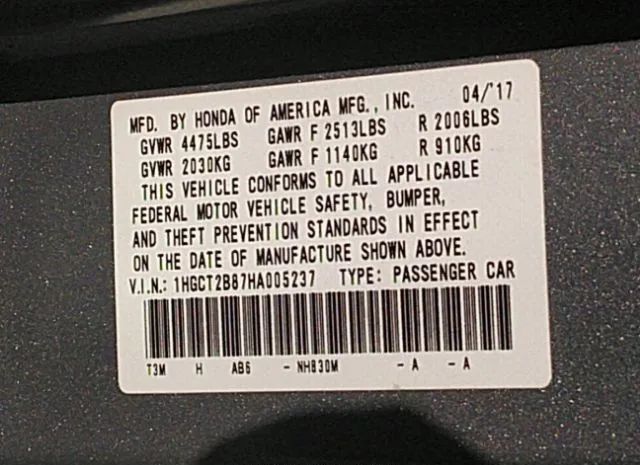 MFD. BY HONDA OF AMERICA MFG., INC. 04/'17
GVWR 4475LBS GAWR F 2513LBS R 2006LBS
GVWR 2030KG GAWR F 1140KG R 910KG
THIS VEHICLE CONFORMS TO ALL APPLICABLE
FEDERAL MOTOR VEHICLE SAFETY, BUMPER,
AND THEFT PREVENTION STANDARDS IN EFFECT
ON THE DATE OF MANUFACTURE SHOWN ABOVE.
V.I.N.: 1HGCT2B87HA005237 TYPE: PASSENGER CAR
T3M H AB6 - NH830M - A - A